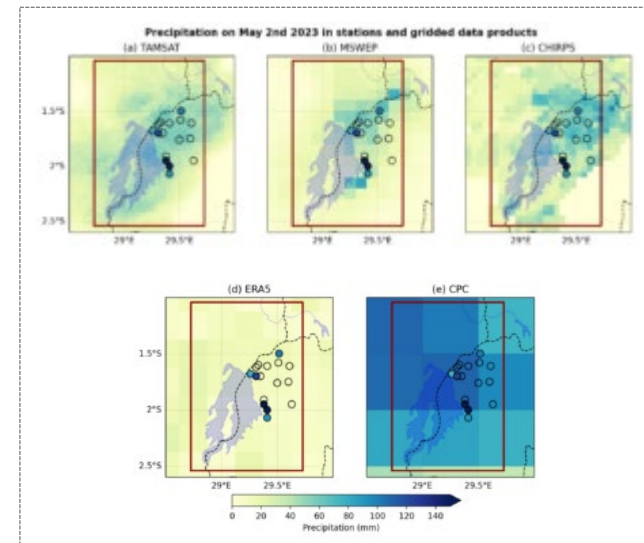 Precipitation on May 2nd 2023 in stations and gridded data products
(a) TAMSAT
(b) MSWEP
(c) CHIRPS
1.5°S
2°S
2.5°S
29°E 29.5°E
29°E 29.5°E
29°E 29.5°E
(d) ERA5
(e) CPC
1.5°S
2°S
2.5°S
29°E 29.5°E
29°E 29.5°E
0 20 40 60 80 100 120 140
Precipitation (mm)